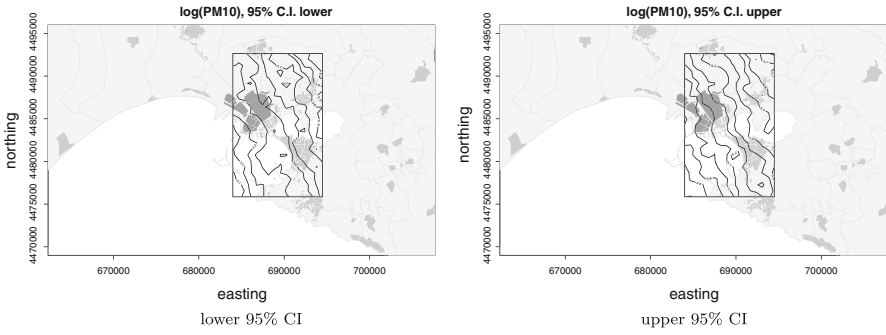 log(PM10), 95% C.I. lower
northing
4470000 4475000 4480000 4485000 4490000 4495000
670000 680000 690000 700000
easting
lower 95% CI
log(PM10), 95% C.I. upper
northing
4470000 4475000 4480000 4485000 4490000 4495000
670000 680000 690000 700000
easting
upper 95% CI